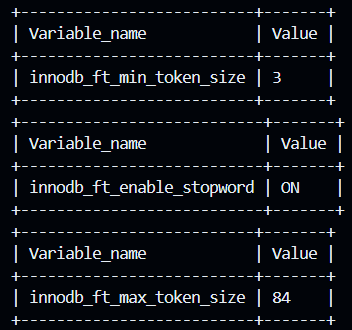 +--------------------------+-------+
| Variable_name            | Value |
+--------------------------+-------+
| innodb_ft_min_token_size | 3     |
+--------------------------+-------+
+---------------------------+-------+
| Variable_name             | Value |
+---------------------------+-------+
| innodb_ft_enable_stopword | ON    |
+---------------------------+-------+
+--------------------------+-------+
| Variable_name            | Value |
+--------------------------+-------+
| innodb_ft_max_token_size | 84    |
+--------------------------+-------+